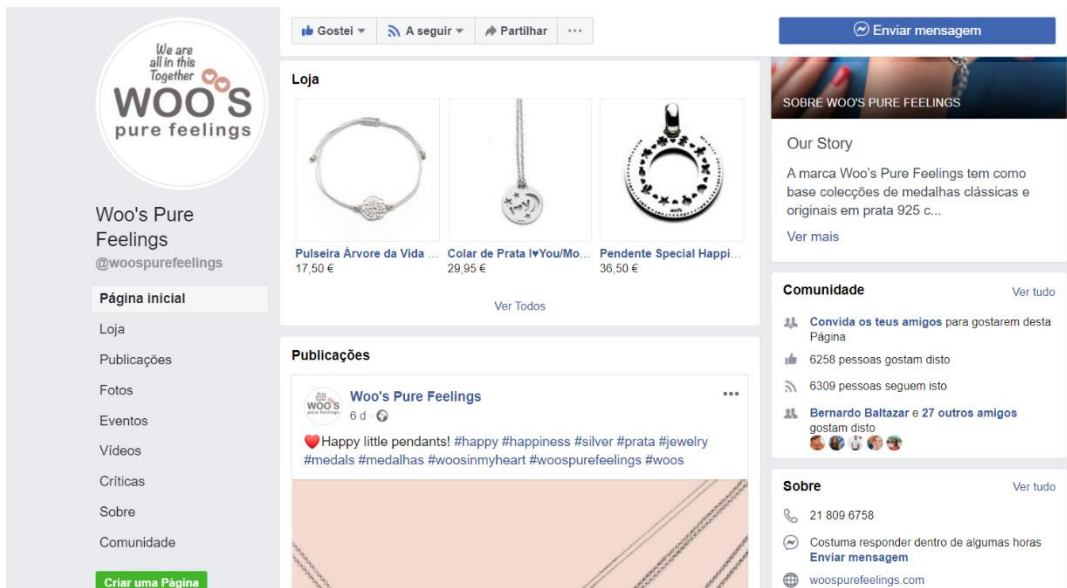 We are
all in this
Together
WOO'S
pure feelings
Woo's Pure
Feelings
@woospurefeelings
Página inicial
Loja
Publicações
Fotos
Eventos
Vídeos
Críticas
Sobre
Comunidade
Criar uma Página
Gostei
A seguir
Partilhar
Loja
Pulseira Árvore da Vida ...
17,50 €
Colar de Prata I♥You/Mo...
29,95 €
Pendente Special Happi...
36,50 €
Ver Todos
Publicações
WOO'S
Woo's Pure Feelings
6 d ·
❤Happy little pendants! #happy #happiness #silver #prata #jewelry
#medals #medalhas #woosinmyheart #woospurefeelings #woos
Enviar mensagem
SOBRE WOO'S PURE FEELINGS
Our Story
A marca Woo's Pure Feelings tem como
base colecções de medalhas clássicas e
originais em prata 925 c...
Ver mais
Comunidade
Ver tudo
Convida os teus amigos para gostarem desta
Página
6258 pessoas gostam disto
6309 pessoas seguem isto
Bernardo Baltazar e 27 outros amigos
gostam disto
Sobre
Ver tudo
21 809 6758
Costuma responder dentro de algumas horas
Enviar mensagem
woospurefeelings.com